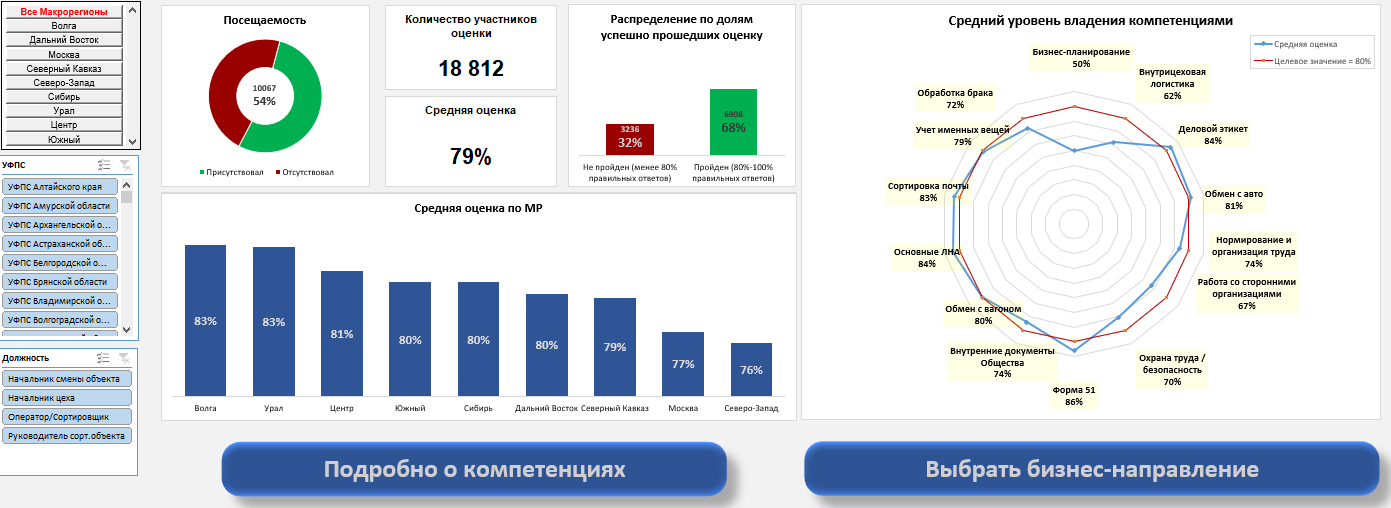 Все Макрорегионы
Волга
Дальний Восток
Москва
Северный Кавказ
Северо-Запад
Сибирь
Урал
Центр
Южный
УФПС
УФПС Алтайского края
УФПС Амурской области
УФПС Архангельской о...
УФПС Астраханской об...
УФПС Белгородской о...
УФПС Брянской области
УФПС Владимирской о...
УФПС Волгоградской о...
Должность
Начальник смены объекта
Начальник цеха
Оператор/Сортировщик
Руководитель сорт.объекта
Посещаемость
10067
54%
Присутствовал
Отсутствовал
Количество участников
оценки
18 812
Средняя оценка
79%
Распределение по долям
успешно прошедших оценку
3236
32%
6908
68%
Не пройден (менее 80%
правильных ответов)
Пройден (80%-100%
правильных ответов)
Средняя оценка по МР
83%
83%
81%
80%
80%
80%
79%
77%
76%
Волга
Урал
Центр
Южный
Сибирь
Дальний Восток
Северный Кавказ
Москва
Северо-Запад
Средний уровень владения компетенциями
Средняя оценка
Целевое значение = 80%
Бизнес-планирование
50%
Внутрицеховая
логистика
62%
Деловой этикет
84%
Обмен с авто
81%
Нормирование и
организация труда
74%
Работа со сторонними
организациями
67%
Охрана труда /
безопасность
70%
Форма 51
86%
Внутренние документы
Общества
74%
Обмен с вагоном
80%
Основные ЛНА
84%
Сортировка почты
83%
Учет именных вещей
79%
Обработка брака
72%
Подробно о компетенциях
Выбрать бизнес-направление